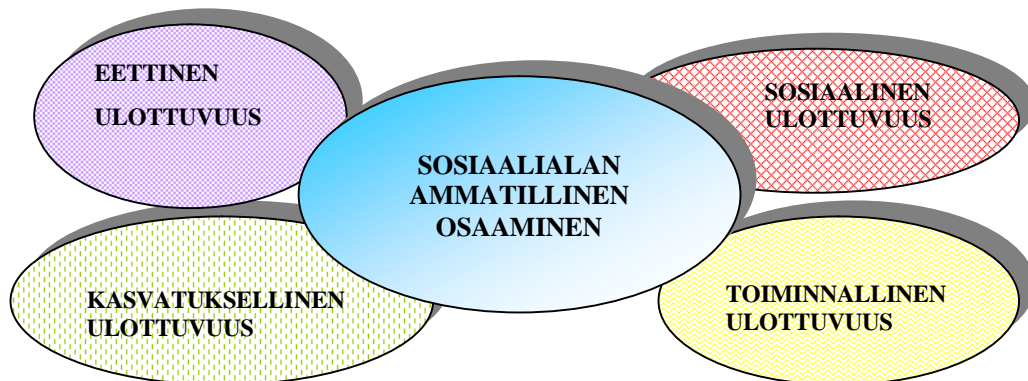 EETTINEN
ULOTTUVUUS
SOSIAALINEN
ULOTTUVUUS
SOSIAALIALAN
AMMATILLINEN
OSAAMINEN
KASVATUKSELLINEN
ULOTTUVUUS
TOIMINNALLINEN
ULOTTUVUUS